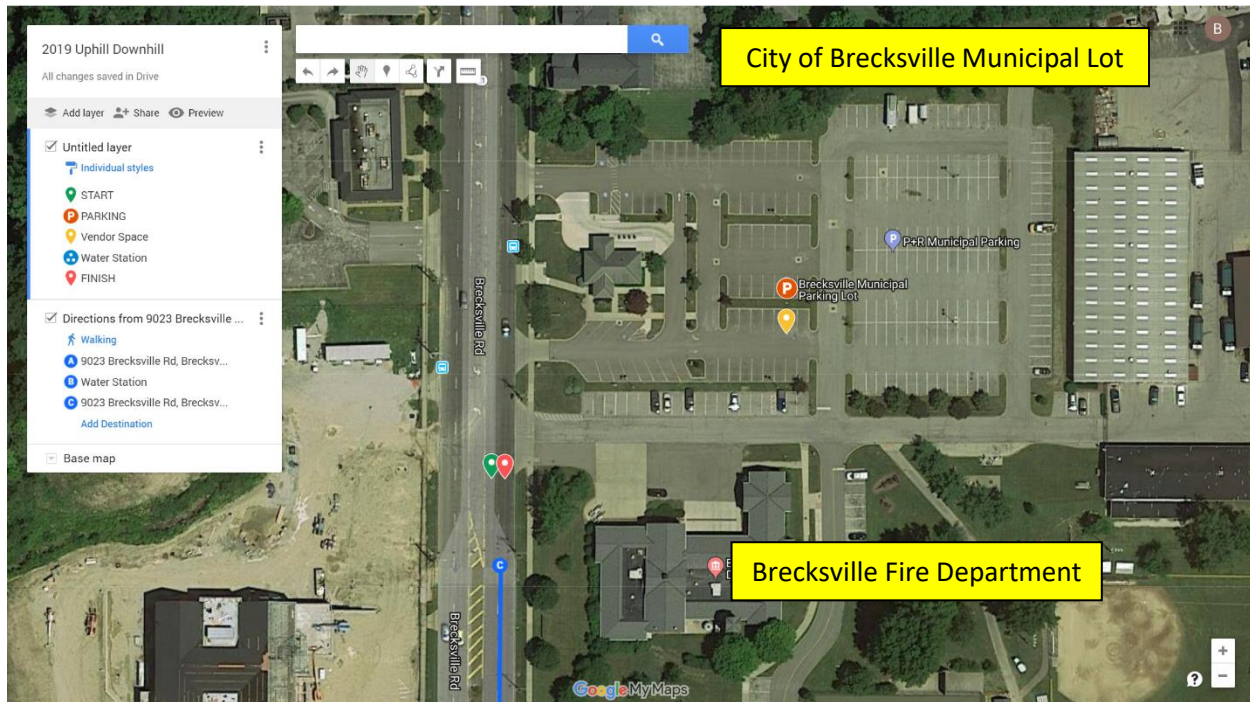 2019 Uphill Downhill
All changes saved in Drive
Add layer Share Preview
Untitled layer
Individual styles
START
P PARKING
Vendor Space
Water Station
FINISH
Directions from 9023 Brecksville ...
Walking
A 9023 Brecksville Rd, Brecksv...
B Water Station
C 9023 Brecksville Rd, Brecksv...
Add Destination
Base map
City of Brecksville Municipal Lot
B
P P+R Municipal Parking
P Brecksville Municipal
Parking Lot
Brecksville Rd
C
Brecksville Rd
Brecksville Fire Department
Google My Maps
?
+
−